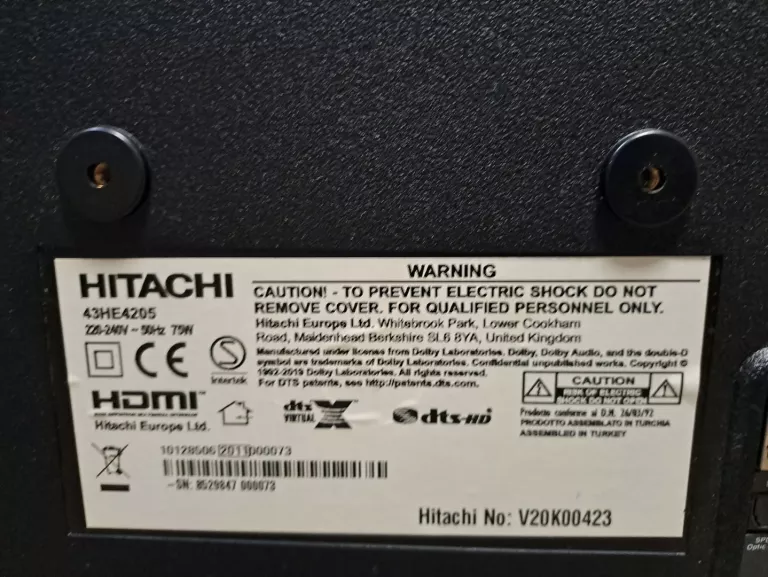 HITACHI
43HE4205
220-240V ~ 50Hz 75W
CE
S
Intertek
HDMI
Hitachi Europe Ltd.
dts VIRTUAL X
dts-HD
WARNING
CAUTION! - TO PREVENT ELECTRIC SHOCK DO NOT
REMOVE COVER. FOR QUALIFIED PERSONNEL ONLY.
Hitachi Europe Ltd. Whitebrook Park, Lower Cookham
Road, Maidenhead Berkshire SL6 8YA, United Kingdom
Manufactured under license from Dolby Laboratories. Dolby, Dolby Audio, and the double-D
symbol are trademarks of Dolby Laboratories. Confidential unpublished works. Copyright ©
1992-2019 Dolby Laboratories. All rights reserved.
For DTS patents, see http://patents.dts.com.
CAUTION
RISK OF ELECTRIC
SHOCK DO NOT OPEN
Prodotto conforme al D.M. 26/03/92
PRODOTTO ASSEMBLATO IN TURCHIA
ASSEMBLED IN TURKEY
10128506 2011 000073
-SN: 8529847 000073
Hitachi No: V20K00423